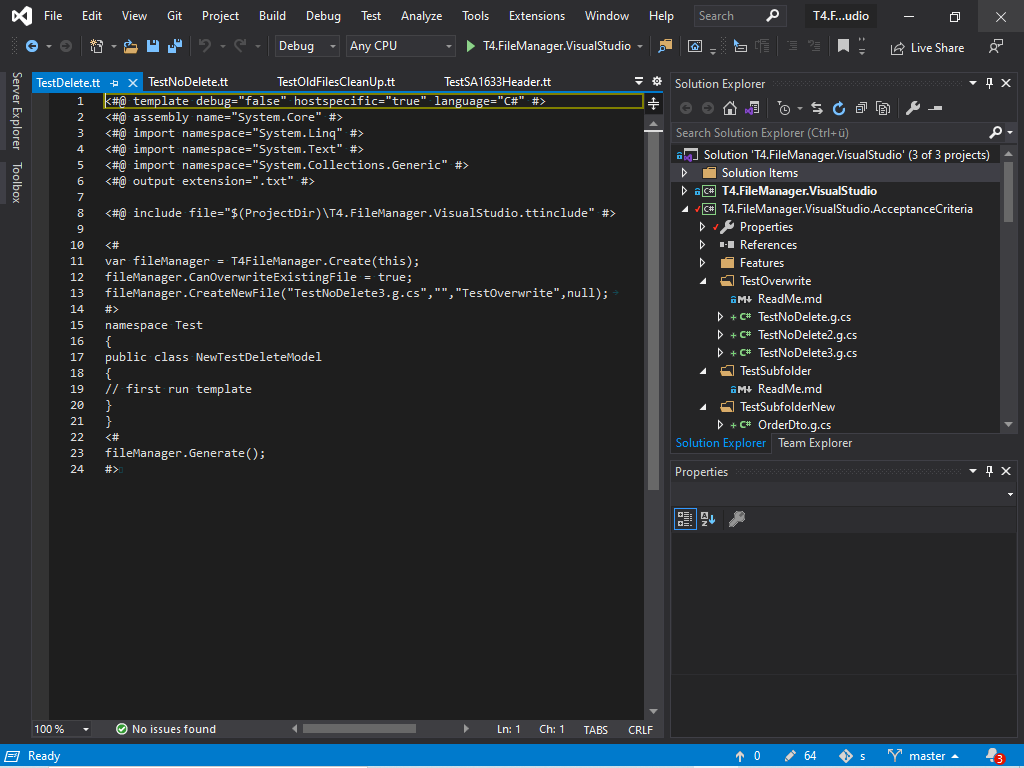 File Edit View Git Project Build Debug Test Analyze Tools Extensions Window Help Search T4.F...udio
Debug Any CPU T4.FileManager.VisualStudio Live Share
Server Explorer
Toolbox
TestDelete.tt TestNoDelete.tt TestOldFilesCleanUp.tt TestSA1633Header.tt
1 <#@ template debug="false" hostspecific="true" language="C#" #>
2 <#@ assembly name="System.Core" #>
3 <#@ import namespace="System.Linq" #>
4 <#@ import namespace="System.Text" #>
5 <#@ import namespace="System.Collections.Generic" #>
6 <#@ output extension=".txt" #>
7
8 <#@ include file="$(ProjectDir)\T4.FileManager.VisualStudio.ttinclude" #>
9
10 <#
11 var fileManager = T4FileManager.Create(this);
12 fileManager.CanOverwriteExistingFile = true;
13 fileManager.CreateNewFile("TestNoDelete3.g.cs","","TestOverwrite",null);
14 #>
15 namespace Test
16 {
17 public class NewTestDeleteModel
18 {
19 // first run template
20 }
21 }
22 <#
23 fileManager.Generate();
24 #>
100 % No issues found Ln: 1 Ch: 1 TABS CRLF
Solution Explorer
Search Solution Explorer (Ctrl+ü)
Solution 'T4.FileManager.VisualStudio' (3 of 3 projects)
Solution Items
C# T4.FileManager.VisualStudio
C# T4.FileManager.VisualStudio.AcceptanceCriteria
Properties
References
Features
TestOverwrite
M ReadMe.md
C# TestNoDelete.g.cs
C# TestNoDelete2.g.cs
C# TestNoDelete3.g.cs
TestSubfolder
M ReadMe.md
TestSubfolderNew
C# OrderDto.g.cs
Solution Explorer Team Explorer
Properties
Ready 0 64 s master 3